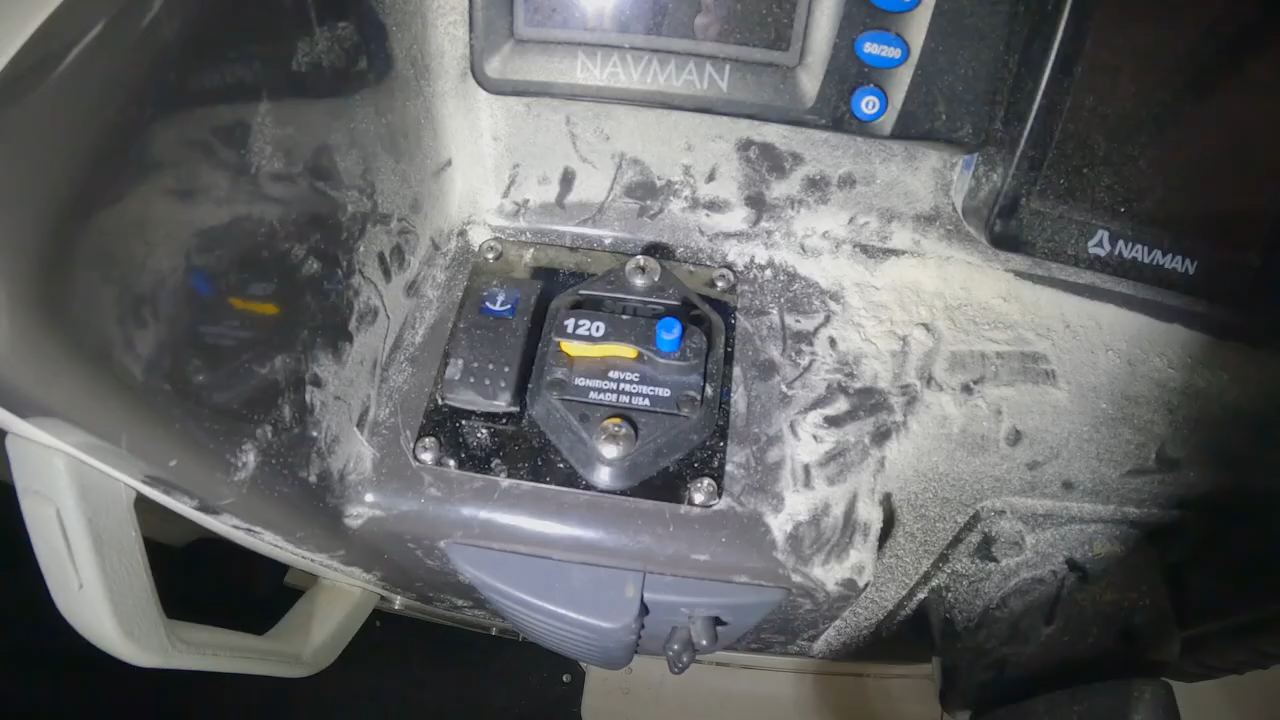 50/200
NAVMAN
NAVMAN
120
48VDC
IGNITION PROTECTED
MADE IN USA